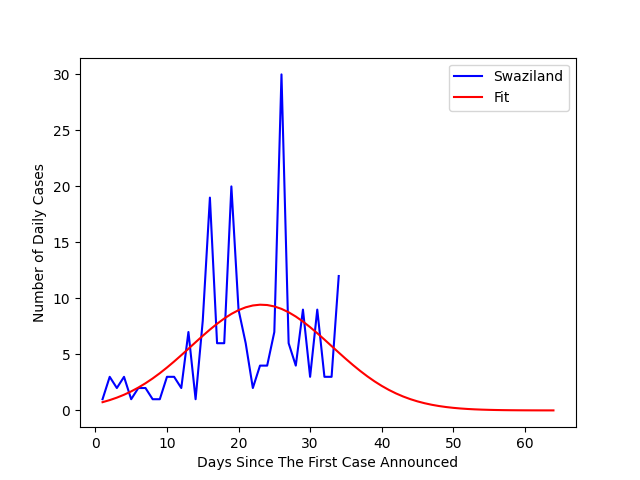 Swaziland
Fit
Number of Daily Cases
30
25
20
15
10
5
0
0 10 20 30 40 50 60
Days Since The First Case Announced